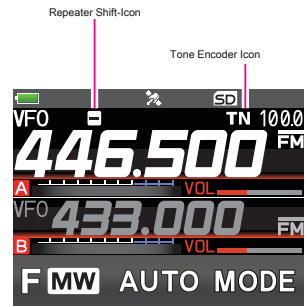 Repeater Shift-Icon
Tone Encoder Icon
SD
VFO TN 100.0
446.500 FM
A VOL
VFO 433.000 FM
B VOL
F MW AUTO MODE